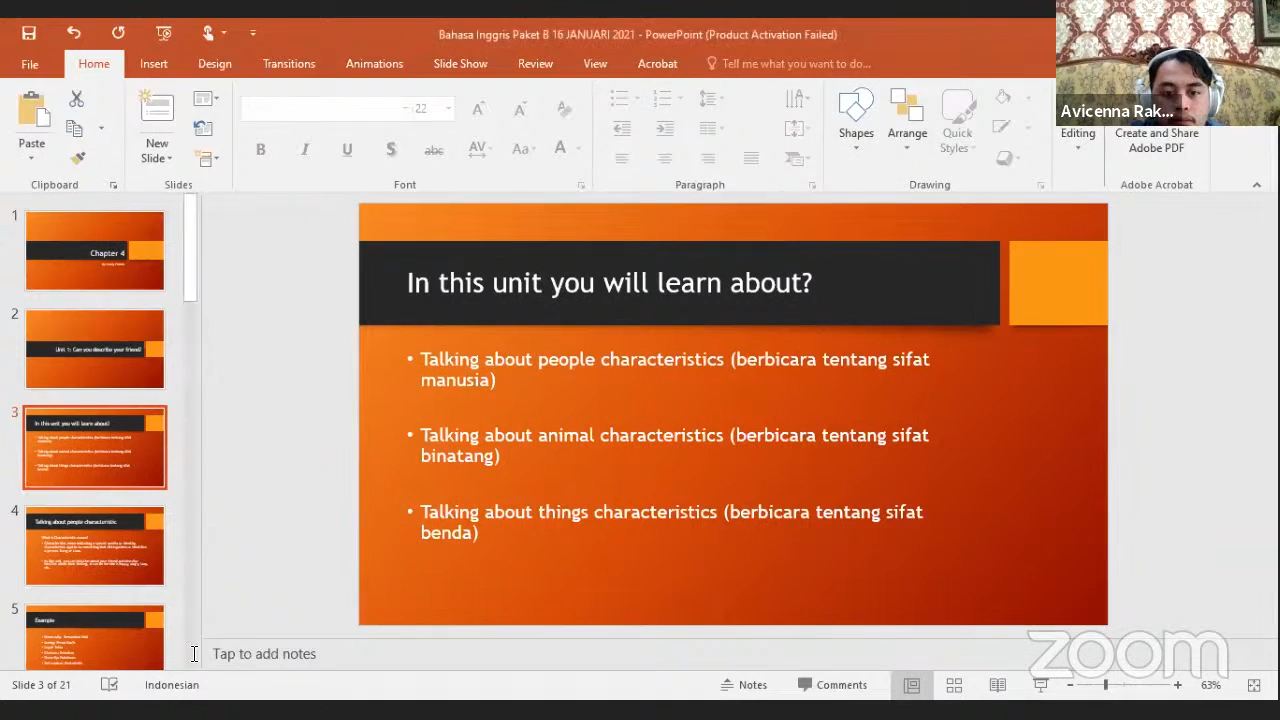 Bahasa Inggris Paket B 16 JANUARI 2021 - PowerPoint (Product Activation Failed)
File Home Insert Design Transitions Animations Slide Show Review View Acrobat Tell me what you want to do...
Avicenna Rak...
22
Paste
New
Slide
Shapes
Arrange
Quick
Styles
Editing
Create and Share
Adobe PDF
Clipboard Slides Font Paragraph Drawing Adobe Acrobat
1
Chapter 4
2
Unit 1: Can you describe your friend?
3
In this unit you will learn about?
4
Talking about people characteristic
5
Example
In this unit you will learn about?
• Talking about people characteristics (berbicara tentang sifat
manusia)
• Talking about animal characteristics (berbicara tentang sifat
binatang)
• Talking about things characteristics (berbicara tentang sifat
benda)
Tap to add notes
zoom
Slide 3 of 21 Indonesian Notes Comments 63%